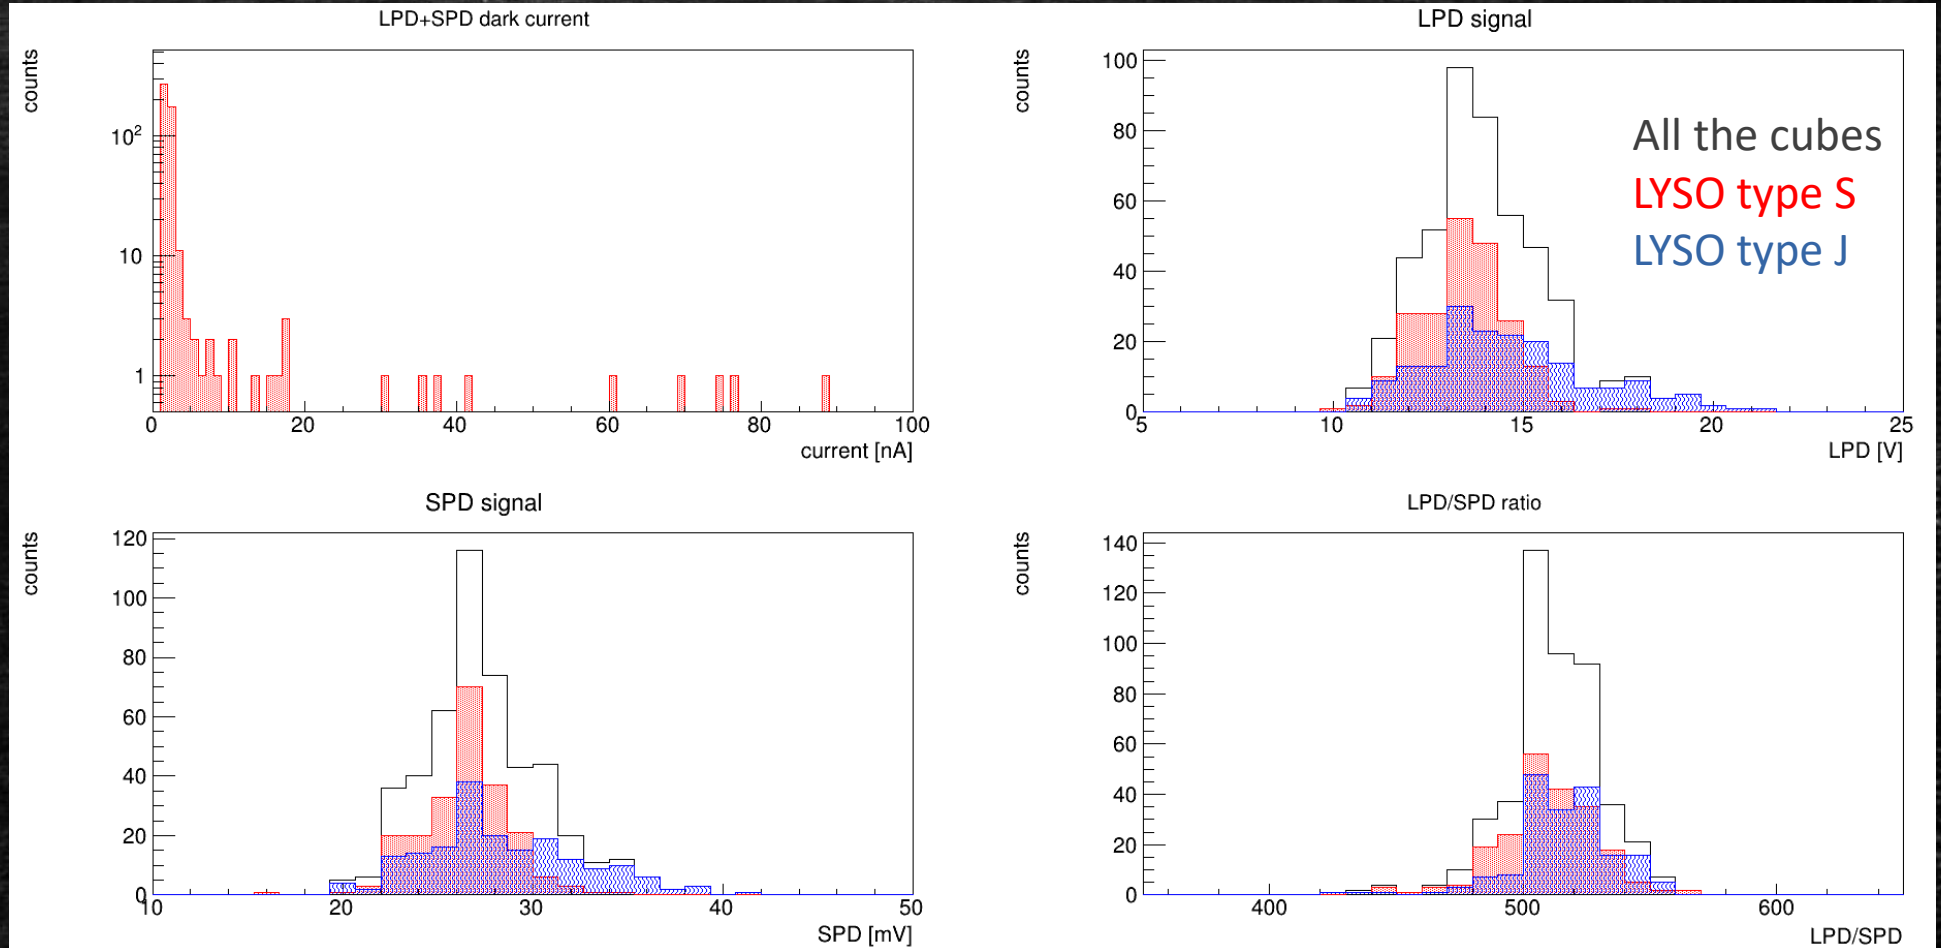 LPD+SPD dark current
counts
10²
10
1
0 20 40 60 80 100
current [nA]
LPD signal
counts
100
80
60
40
20
0
5 10 15 20 25
LPD [V]
All the cubes
LYSO type S
LYSO type J
SPD signal
counts
120
100
80
60
40
20
0
10 20 30 40 50
SPD [mV]
LPD/SPD ratio
counts
140
120
100
80
60
40
20
0
400 500 600
LPD/SPD